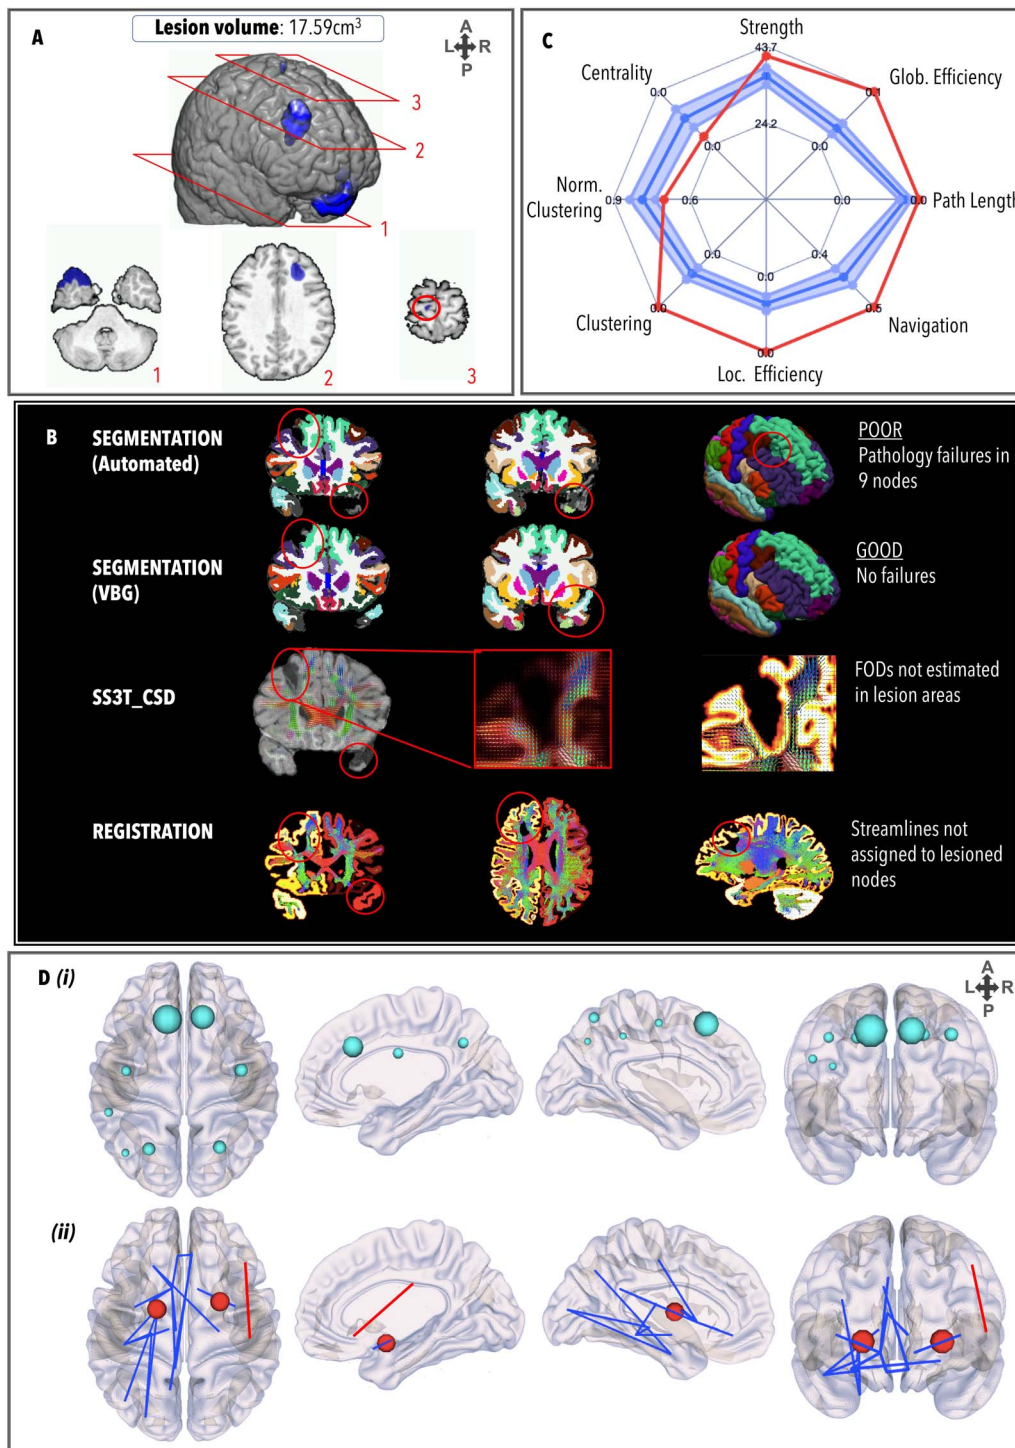 A
Lesion volume: 17.59cm3
A
L R
P
3
2
1
1
2
3
C
Strength
43.7
Centrality
Glob. Efficiency
0.0
0.1
24.2
0.0
0.0
Norm.
Clustering
0.9
0.6
0.0
0.0
Path Length
0.0
0.4
0.0
0.0
0.5
Clustering
Navigation
0.0
Loc. Efficiency
B
SEGMENTATION
(Automated)
POOR
Pathology failures in
9 nodes
SEGMENTATION
(VBG)
GOOD
No failures
SS3T_CSD
FODs not estimated
in lesion areas
REGISTRATION
Streamlines not
assigned to lesioned
nodes
D (i)
A
L R
P
(ii)